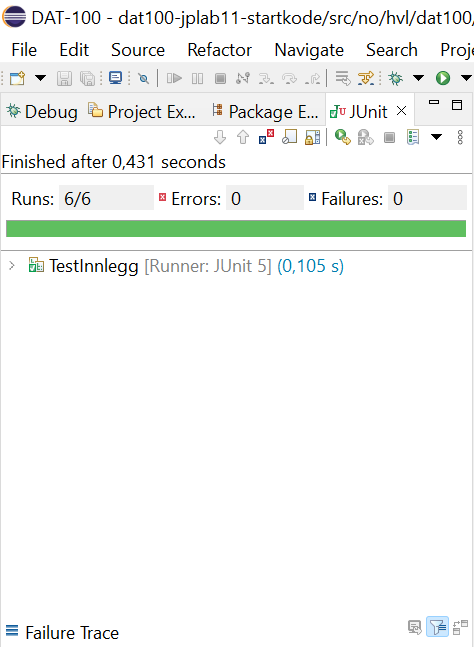 DAT-100 - dat100-jplab11-startkode/src/no/hvl/dat100/
File Edit Source Refactor Navigate Search Proj
Debug Project Ex... Package E... JUnit
Finished after 0,431 seconds
Runs: 6/6 Errors: 0 Failures: 0
TestInnlegg [Runner: JUnit 5] (0,105 s)
Failure Trace